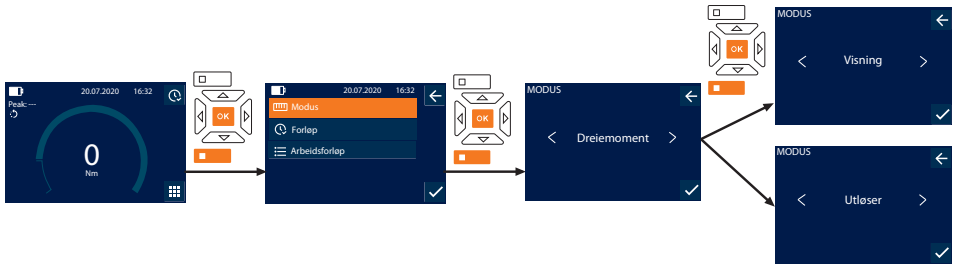 20.07.2020 16:32
Peak: ---
0
Nm
OK
20.07.2020 16:32
Modus
Forløp
Arbeidsforløp
OK
MODUS
Dreiemoment
OK
MODUS
Visning
MODUS
Utløser